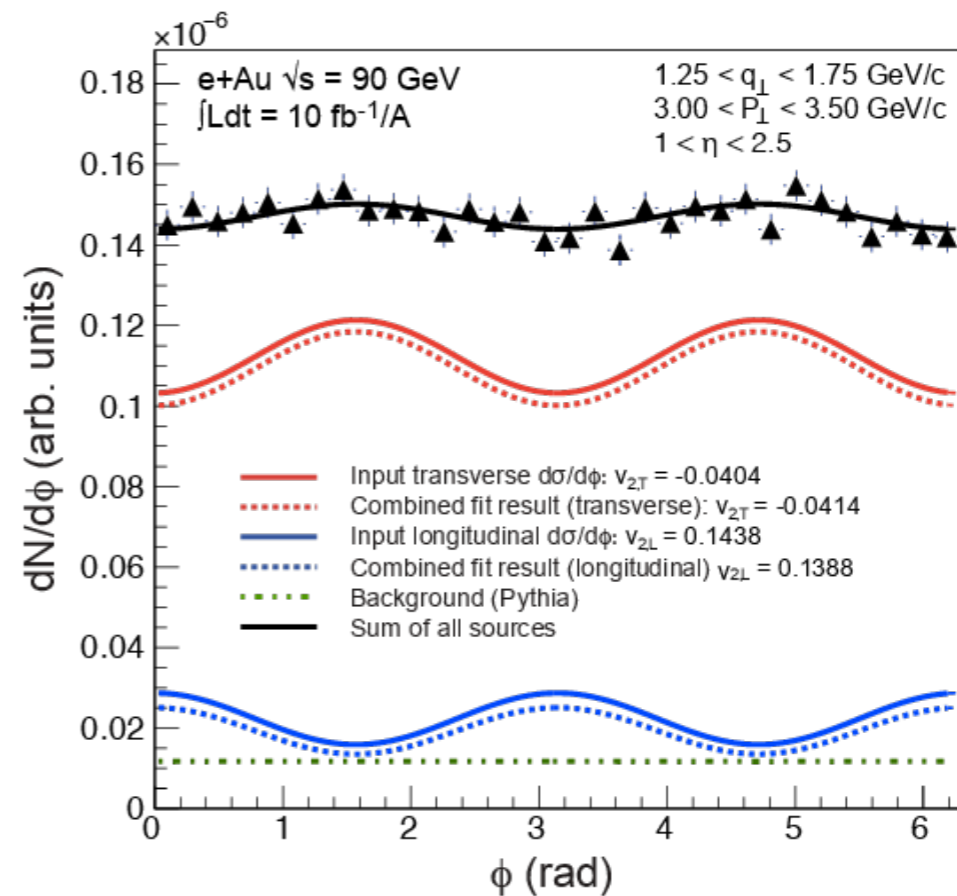 ×10⁻⁶
e+Au √s = 90 GeV
∫Ldt = 10 fb⁻¹/A
1.25 < q⊥ < 1.75 GeV/c
3.00 < P⊥ < 3.50 GeV/c
1 < η < 2.5
dN/dϕ (arb. units)
0.18
0.16
0.14
0.12
0.1
0.08
0.06
0.04
0.02
0
Input transverse dσ/dϕ: v₂,T = -0.0404
Combined fit result (transverse): v₂T = -0.0414
Input longitudinal dσ/dϕ: v₂,L = 0.1438
Combined fit result (longitudinal) v₂,L = 0.1388
Background (Pythia)
Sum of all sources
0 1 2 3 4 5 6
ϕ (rad)